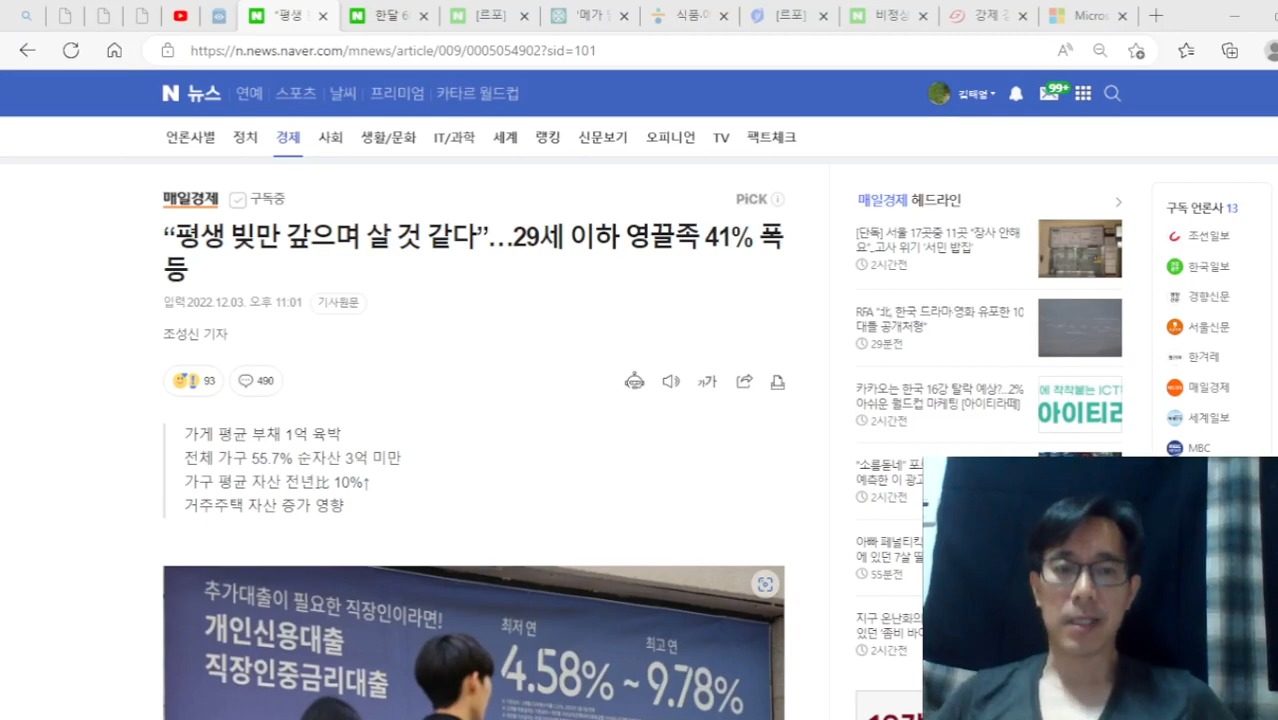 "평생
한달 6
[르포]
'메가
식품.
[르포]
비정상
강제
Micros
https://n.news.naver.com/mnews/article/009/0005054902?sid=101
N 뉴스 연예 스포츠 날씨 프리미엄 카타르 월드컵
99+
언론사별 정치 경제 사회 생활/문화 IT/과학 세계 랭킹 신문보기 오피니언 TV 팩트체크
매일경제 구독중
PiCK
“평생 빚만 갚으며 살 것 같다”…29세 이하 영끌족 41% 폭
등
입력 2022.12.03. 오후 11:01 기사원문
조성신 기자
93 490
가게 평균 부채 1억 육박
전체 가구 55.7% 순자산 3억 미만
가구 평균 자산 전년比 10%↑
거주주택 자산 증가 영향
추가대출이 필요한 직장인이라면!
개인신용대출
직장인중금리대출
최저 연
4.58%
~
최고 연
9.78%
매일경제 헤드라인
[단독] 서울 17곳중 11곳 "장사 안해
요"…고사 위기 '서민 밥집'
2시간전
RFA "北, 한국 드라마·영화 유포한 10
대들 공개처형"
29분전
카카오는 한국 16강 탈락 예상?...2%
아쉬운 월드컵 마케팅 [아이티라떼]
2시간전
에 착착붙는 ICT
아이티라
"소름돋네" 포
예측한 이 광고
2시간전
아빠 페널티킥
에 있던 7살 딸
55분전
지구 온난화의
있던 '좀비 바이
2시간전
구독 언론사 13
조선일보
한국일보
경향신문
서울신문
한겨레
매일경제
세계일보
MBC